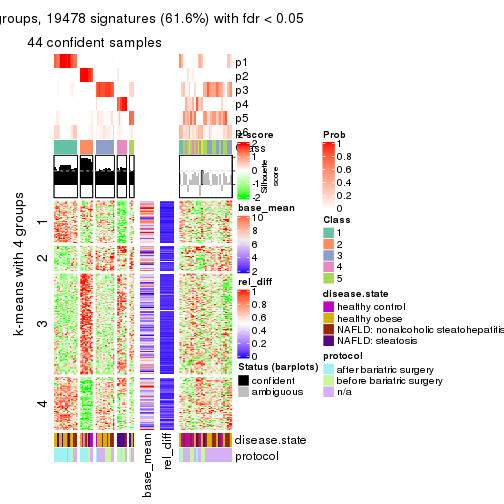 groups, 19478 signatures (61.6%) with fdr < 0.05
44 confident samples
p1
p2
p3
p4
p5
p6
z-score
2
1
0
-1
-2
Silhouette
score
Prob
1
0.8
0.6
0.4
0.2
0
Class
1
2
3
4
5
base_mean
10
8
6
4
2
rel_diff
1
0.8
0.6
0.4
0.2
0
disease.state
healthy control
healthy obese
NAFLD: nonalcoholic steatohepatitis
NAFLD: steatosis
protocol
after bariatric surgery
before bariatric surgery
n/a
Status (barplots)
confident
ambiguous
k-means with 4 groups
1
2
3
4
disease.state
protocol
base_mean
rel_diff